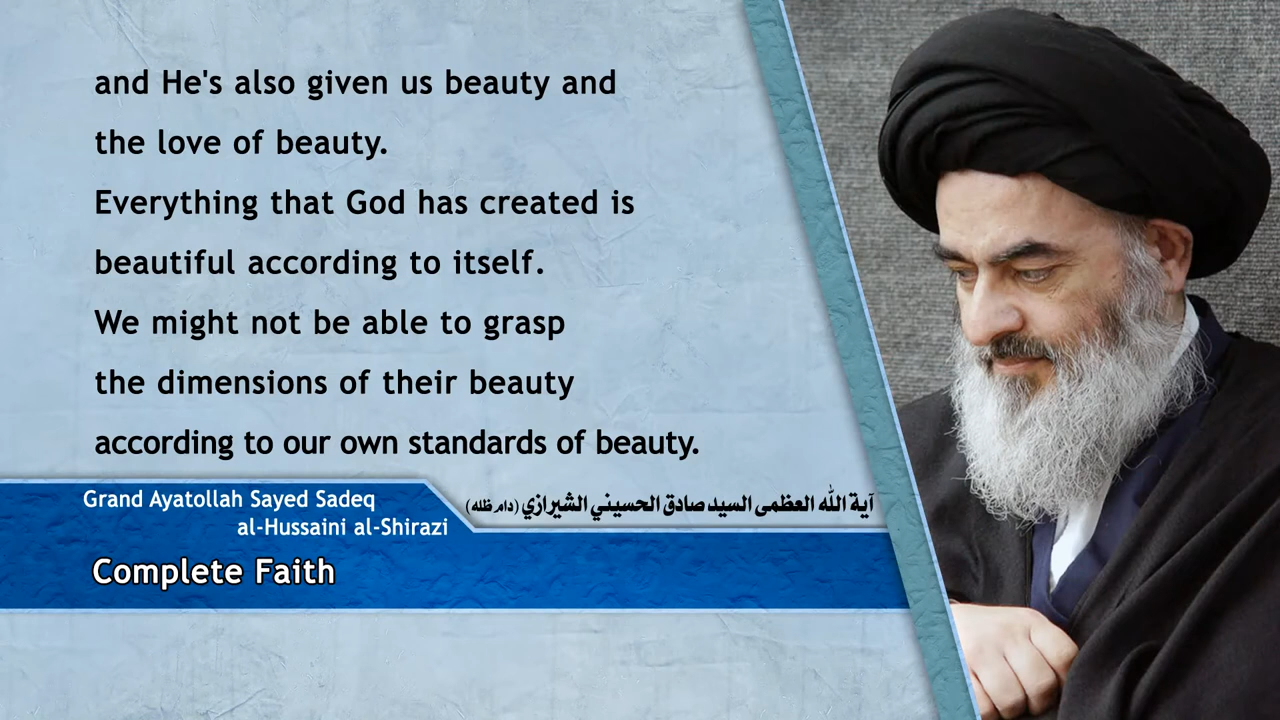 and He's also given us beauty and
the love of beauty.
Everything that God has created is
beautiful according to itself.
We might not be able to grasp
the dimensions of their beauty
according to our own standards of beauty.
Grand Ayatollah Sayed Sadeq
al-Hussaini al-Shirazi
آية الله العظمى السيد صادق الحسيني الشيرازي (دام ظله)
Complete Faith